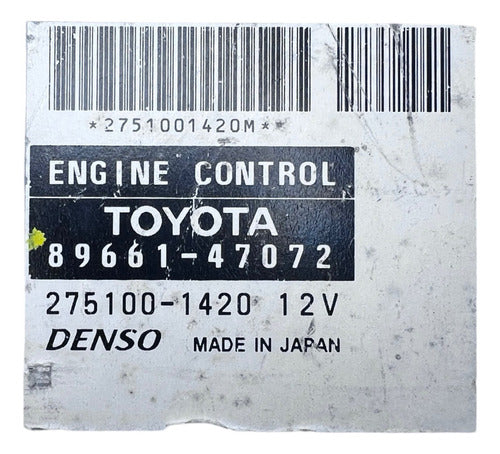 *2751001420M*
ENGINE CONTROL
TOYOTA
89661-47072
275100-1420 12V
DENSO MADE IN JAPAN